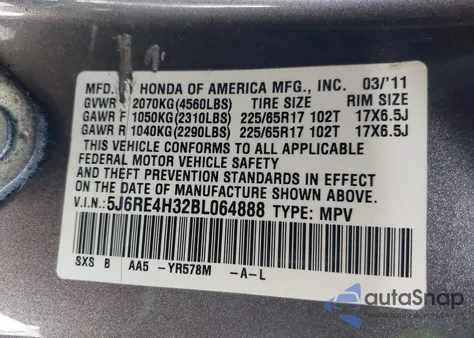 MFD. BY HONDA OF AMERICA MFG., INC. 03/'11
GVWR 2070KG(4560LBS) TIRE SIZE RIM SIZE
GAWR F 1050KG(2310LBS) 225/65R17 102T 17X6.5J
GAWR R 1040KG(2290LBS) 225/65R17 102T 17X6.5J
THIS VEHICLE CONFORMS TO ALL APPLICABLE
FEDERAL MOTOR VEHICLE SAFETY
AND THEFT PREVENTION STANDARDS IN EFFECT
ON THE DATE OF MANUFACTURE SHOWN ABOVE.
V.I.N.: 5J6RE4H32BL064888 TYPE: MPV
SXS B AA5 -YR578M -A-L
autoSnap